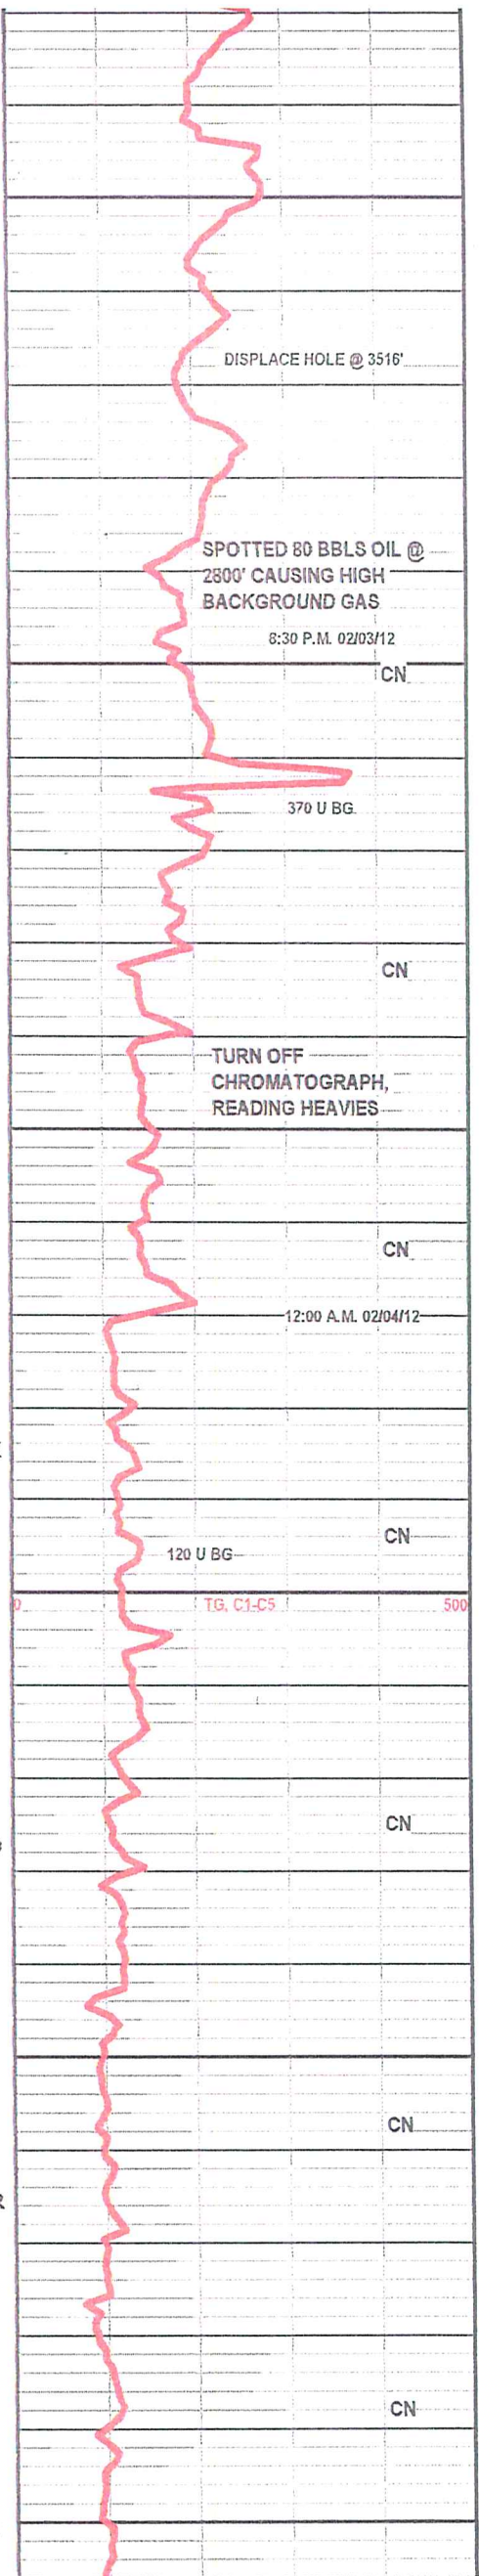 DISPLACE HOLE @ 3516'
SPOTTED 80 BBLS OIL @
2800' CAUSING HIGH
BACKGROUND GAS
8:30 P.M. 02/03/12
CN
370 U BG.
CN
TURN OFF
CHROMATOGRAPH,
READING HEAVIES
CN
12:00 A.M. 02/04/12
CN
120 U BG
0 TG, C1-C5 500
CN
CN
CN